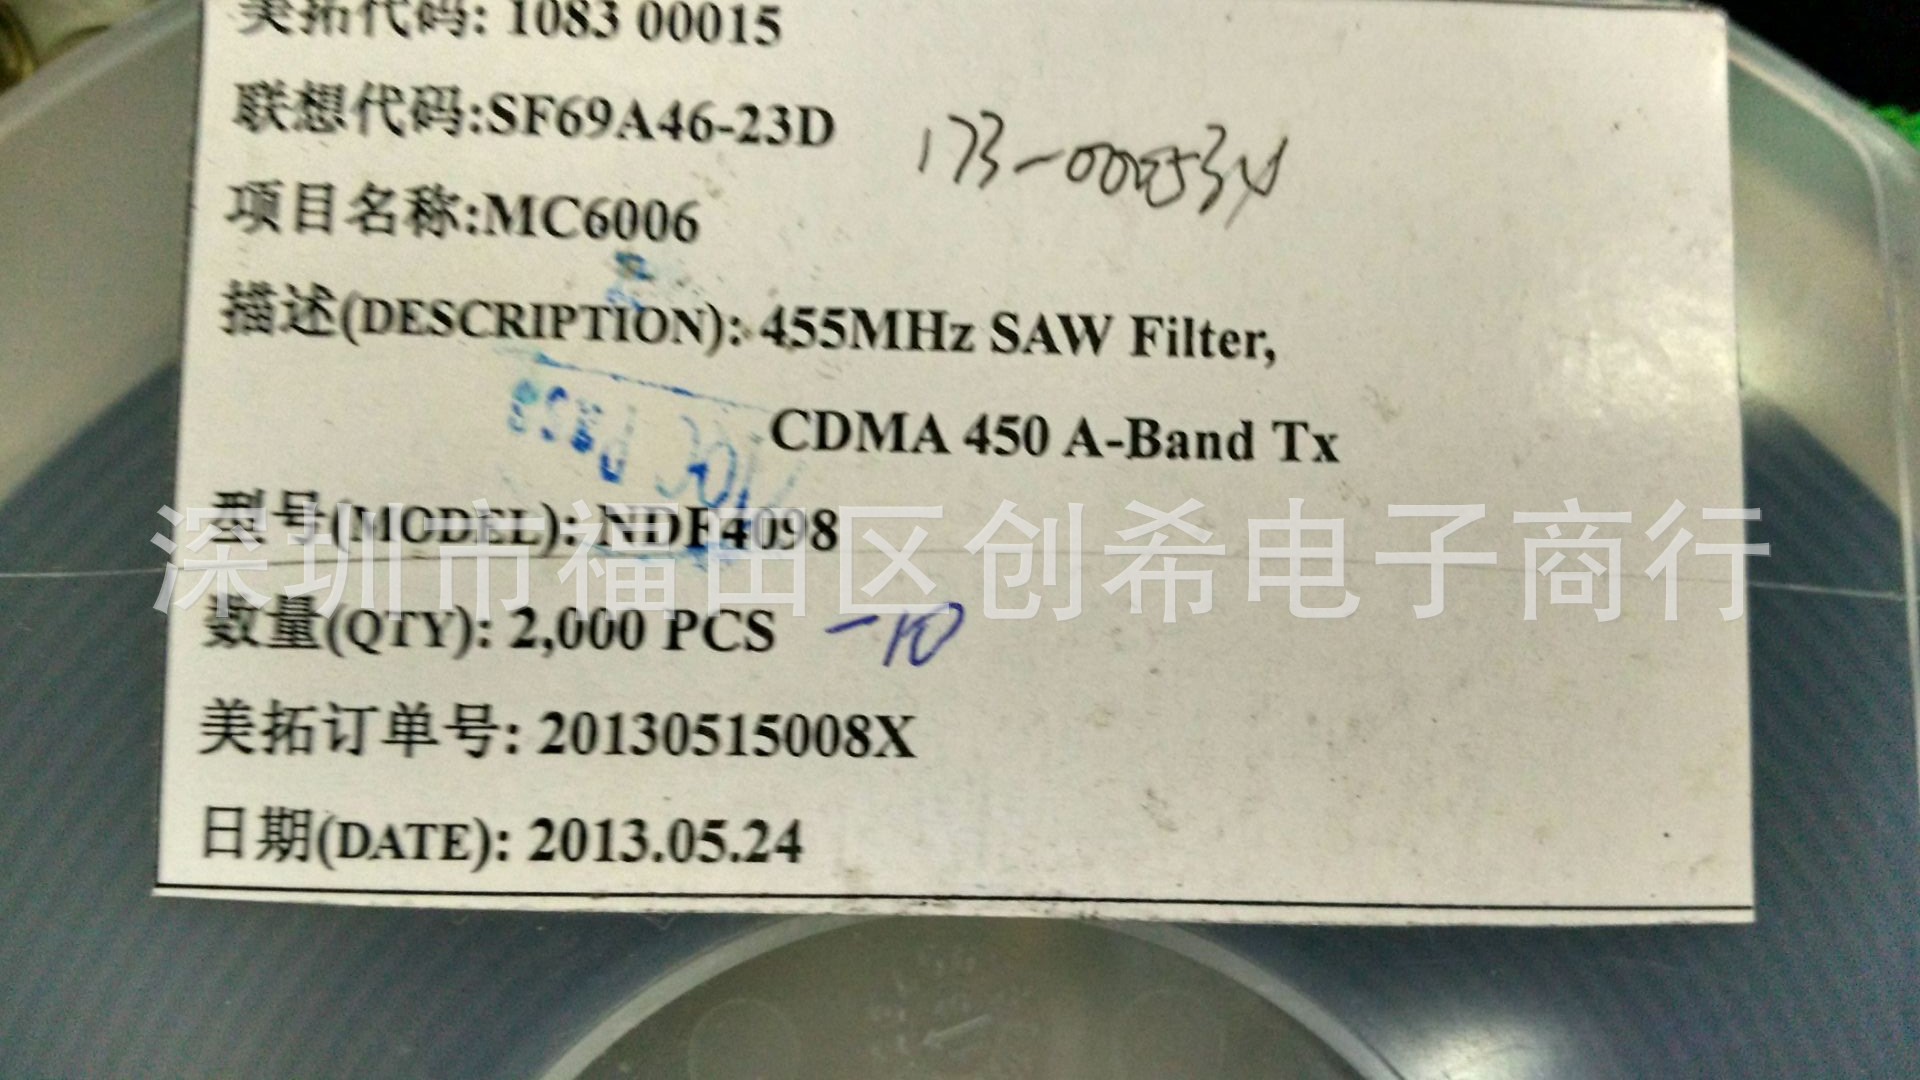 美拓代码: 1083 00015
联想代码:SF69A46-23D
项目名称:MC6006
描述(DESCRIPTION): 455MHz SAW Filter,
CDMA 450 A-Band Tx
型号(MODEL): NDF4098
深圳市福田区创希电子商行
数量(QTY): 2,000 PCS -10
美拓订单号: 20130515008X
日期(DATE): 2013.05.24